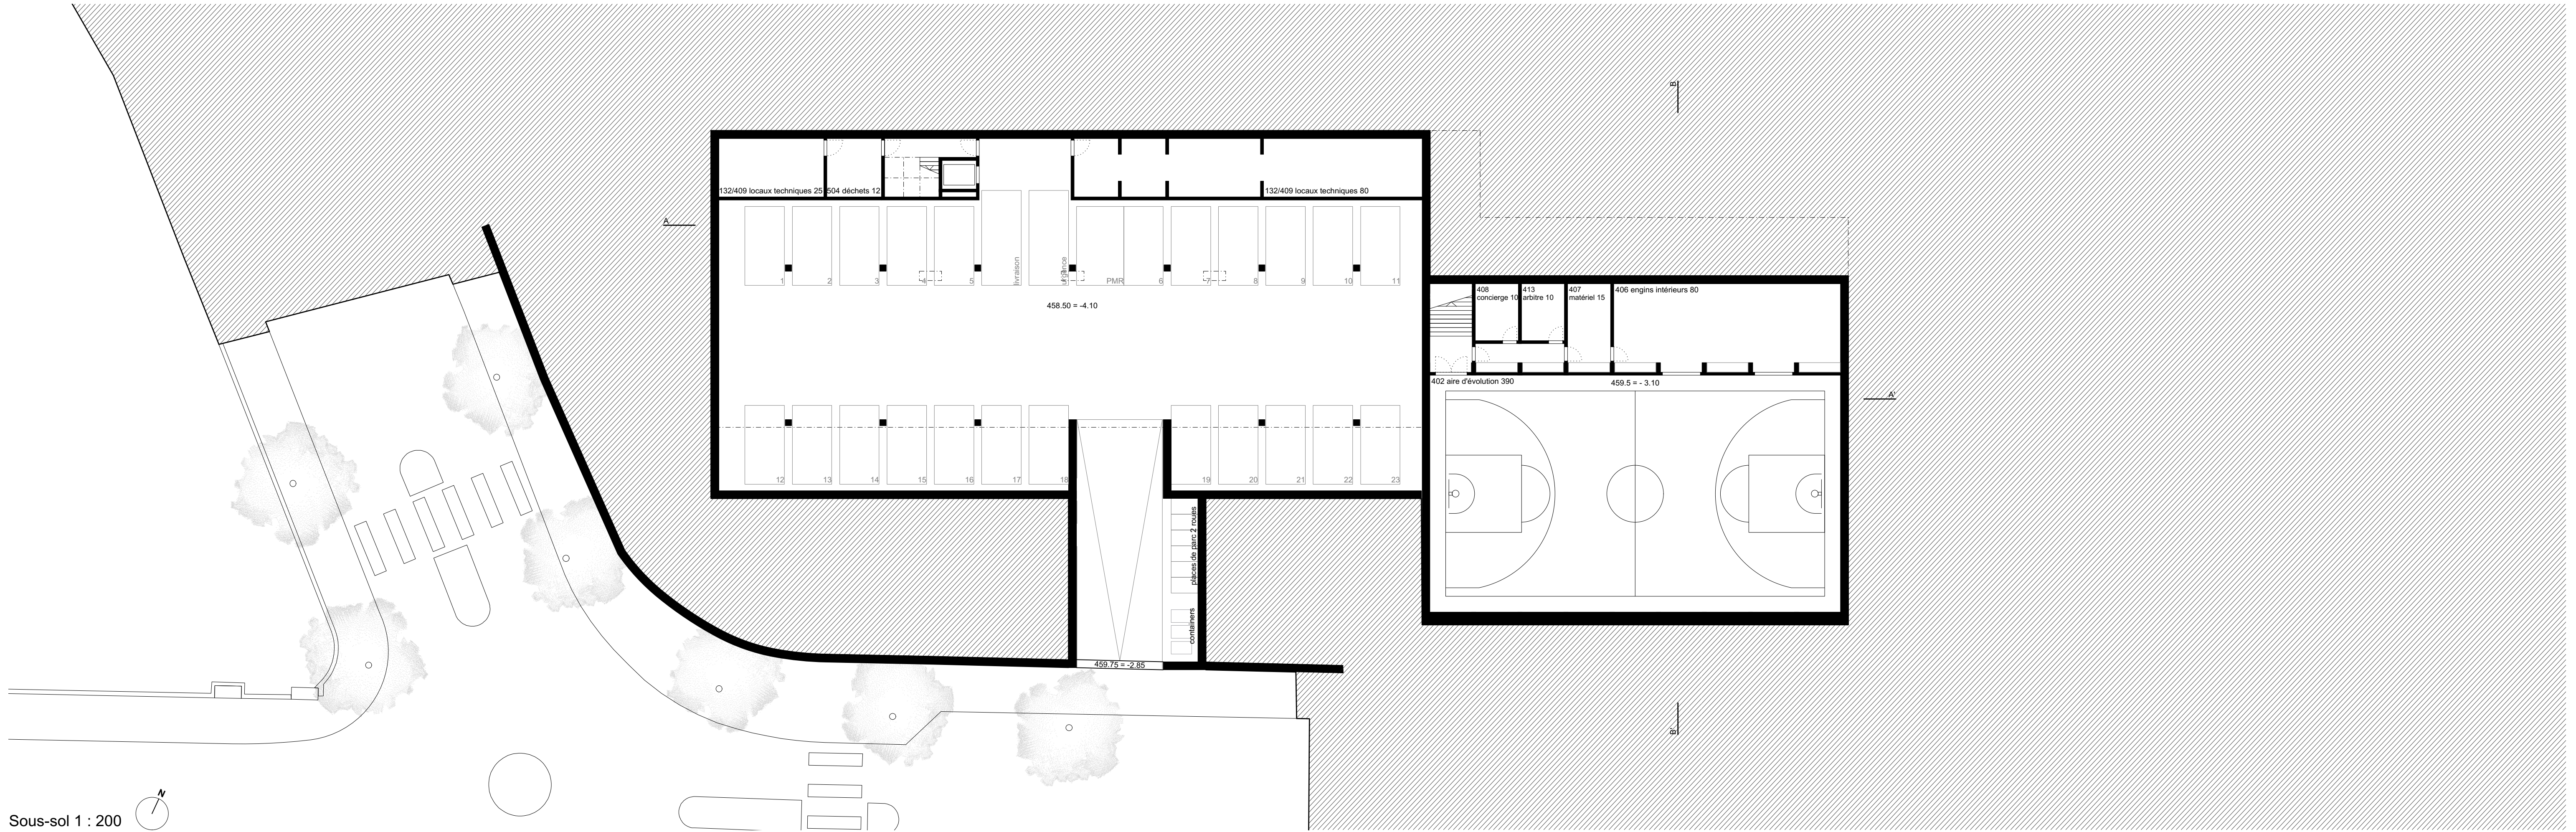 B
132/409 locaux techniques 25
504 déchets 12
132/409 locaux techniques 80
A
livraison
urgence
1
2
3
4
5
PMR
6
7
8
9
10
11
458.50 = -4.10
408
concierge 10
413
arbitre 10
407
matériel 15
406 engins intérieurs 80
402 aire d'évolution 390
459.5 = - 3.10
A'
12
13
14
15
16
17
18
19
20
21
22
23
places de parc 2 roues
containers
459.75 = -2.85
B'
N
Sous-sol 1 : 200